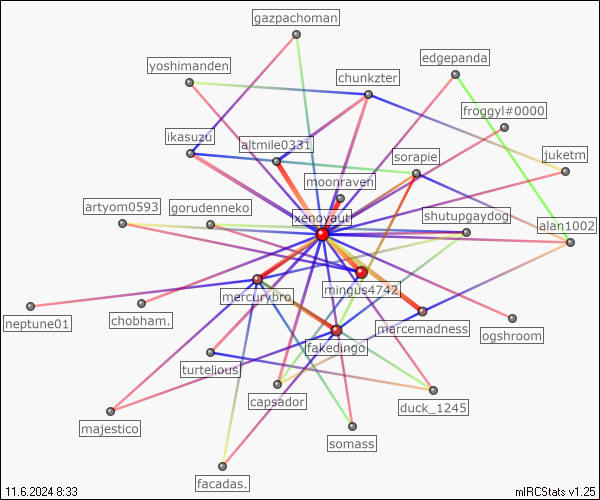 gazpachoman
yoshimanden
edgepanda
chunkzter
froggyl#0000
ikasuzu
altmile0331
sorapie
juketm
moonraven
artyom0593
gorudenneko
xenoyaut
shutupgaydog
alan1002
mercurybro
mingus4742
neptune01
chobham.
marcemadness
ogshroom
fakedingo
turtelious
capsador
duck_1245
majestico
somass
facadas.
11.6.2024 8:33
mIRCStats v1.25